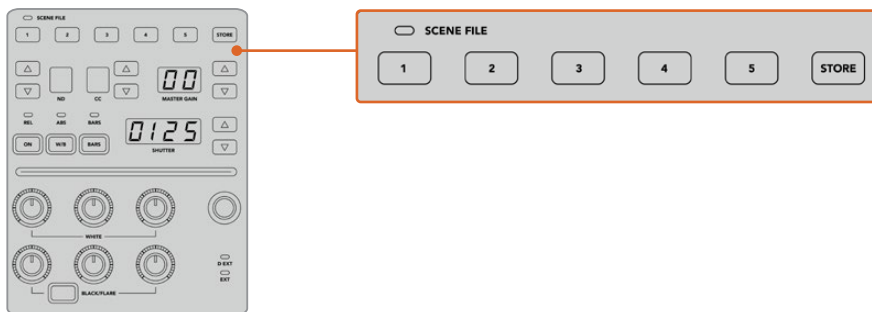 SCENE FILE
1 2 3 4 5 STORE
ND CC 00
MASTER GAIN
REL ABS BARS
ON W/B BARS 0125
SHUTTER
WHITE
D-EXT
EXT
BLACK/FLARE
SCENE FILE
1 2 3 4 5 STORE